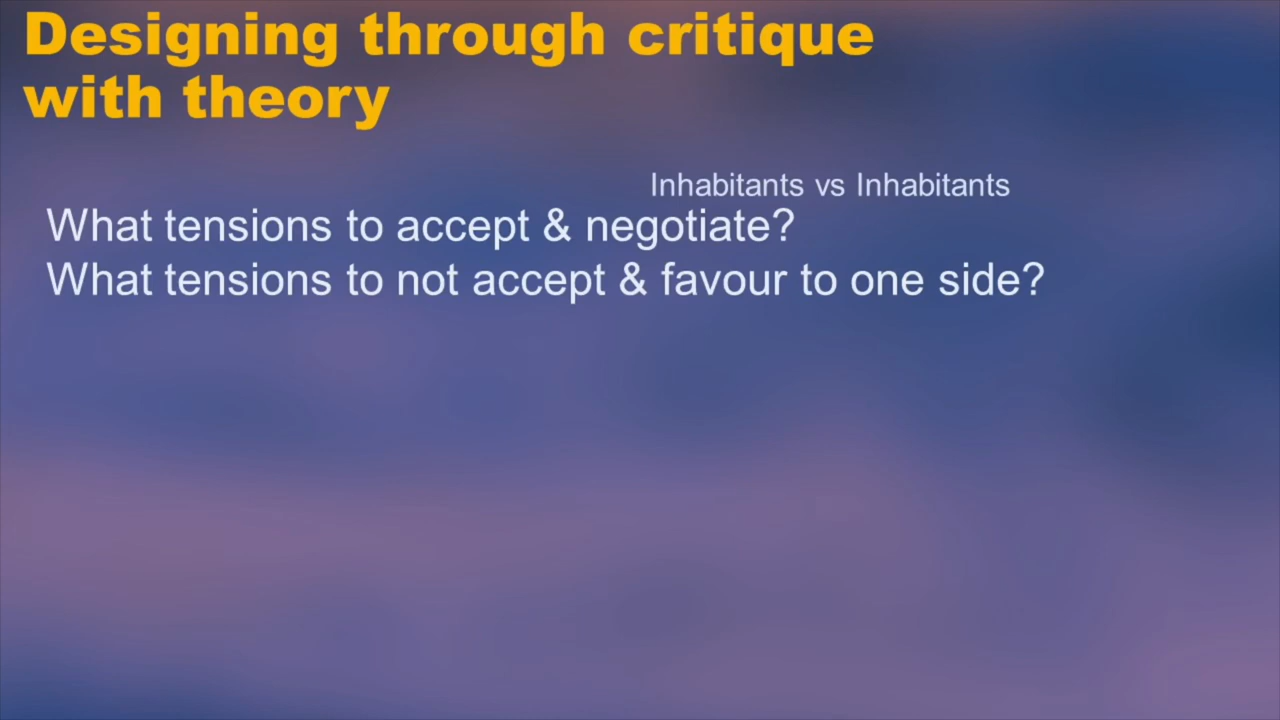 Designing through critique
with theory
Inhabitants vs Inhabitants
What tensions to accept & negotiate?
What tensions to not accept & favour to one side?